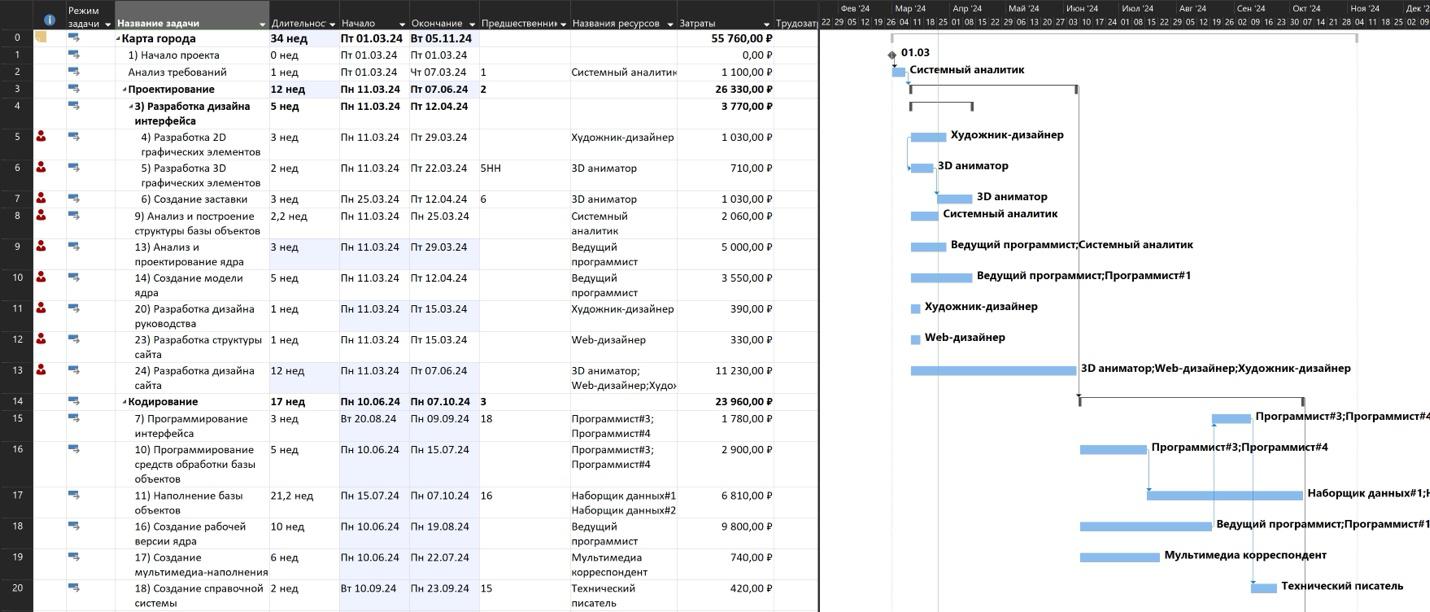 Режим задачи Название задачи Длительнос Начало Окончание Предшественник Названия ресурсов Затраты Трудозат
Фев '24 Мар '24 Апр '24 Май '24 Июн '24 Июл '24 Авг '24 Сен '24 Окт '24 Ноя '24 Дек '2
22 29 05 12 19 26 04 11 18 25 01 08 15 22 29 06 13 20 27 03 10 17 24 01 08 15 22 29 05 12 19 26 02 09 16 23 30 07 14 21 28 04 11 18 25 02 09
0 Карта города 34 нед Пт 01.03.24 Вт 05.11.24 55 760,00 ₽
1 1) Начало проекта 0 нед Пт 01.03.24 Пт 01.03.24 0,00 ₽ 01.03
2 Анализ требований 1 нед Пт 01.03.24 Чт 07.03.24 1 Системный аналитик 1 100,00 ₽ Системный аналитик
3 Проектирование 12 нед Пн 11.03.24 Пт 07.06.24 2 26 330,00 ₽
4 3) Разработка дизайна 5 нед Пн 11.03.24 Пт 12.04.24 3 770,00 ₽
интерфейса
5 4) Разработка 2D 3 нед Пн 11.03.24 Пт 29.03.24 Художник-дизайнер 1 030,00 ₽ Художник-дизайнер
графических элементов
6 5) Разработка 3D 2 нед Пн 11.03.24 Пт 22.03.24 5НН 3D аниматор 710,00 ₽ 3D аниматор
графических элементов
7 6) Создание заставки 3 нед Пн 25.03.24 Пт 12.04.24 6 3D аниматор 1 030,00 ₽ 3D аниматор
8 9) Анализ и построение 2,2 нед Пн 11.03.24 Пн 25.03.24 Системный 2 060,00 ₽ Системный аналитик
структуры базы объектов аналитик
9 13) Анализ и 3 нед Пн 11.03.24 Пт 29.03.24 Ведущий 5 000,00 ₽ Ведущий программист;Системный аналитик
проектирование ядра программист
10 14) Создание модели 5 нед Пн 11.03.24 Пт 12.04.24 Ведущий 3 550,00 ₽ Ведущий программист;Программист#1
ядра программист
11 20) Разработка дизайна 1 нед Пн 11.03.24 Пт 15.03.24 Художник-дизайнер 390,00 ₽ Художник-дизайнер
руководства
12 23) Разработка структуры 1 нед Пн 11.03.24 Пт 15.03.24 Web-дизайнер 330,00 ₽ Web-дизайнер
сайта
13 24) Разработка дизайна 12 нед Пн 11.03.24 Пт 07.06.24 3D аниматор; 11 230,00 ₽ 3D аниматор;Web-дизайнер;Художник-дизайнер
сайта Web-дизайнер;Худож
14 Кодирование 17 нед Пн 10.06.24 Пн 07.10.24 3 23 960,00 ₽
15 7) Программирование 3 нед Вт 20.08.24 Пн 09.09.24 18 Программист#3; 1 780,00 ₽ Программист#3;Программист#4
интерфейса Программист#4
16 10) Программирование 5 нед Пн 10.06.24 Пн 15.07.24 Программист#3; 2 900,00 ₽ Программист#3;Программист#4
средств обработки базы Программист#4
объектов
17 11) Наполнение базы 21,2 нед Пн 15.07.24 Пн 07.10.24 16 Наборщик данных#1 6 810,00 ₽ Наборщик данных#1;Н
объектов Наборщик данных#2
18 16) Создание рабочей 10 нед Пн 10.06.24 Пн 19.08.24 Ведущий 9 800,00 ₽ Ведущий программист;Программист#1
версии ядра программист
19 17) Создание 6 нед Пн 10.06.24 Пн 22.07.24 Мультимедиа 740,00 ₽ Мультимедиа корреспондент
мультимедиа-наполнения корреспондент
20 18) Создание справочной 2 нед Вт 10.09.24 Пн 23.09.24 15 Технический 420,00 ₽ Технический писатель
системы писатель